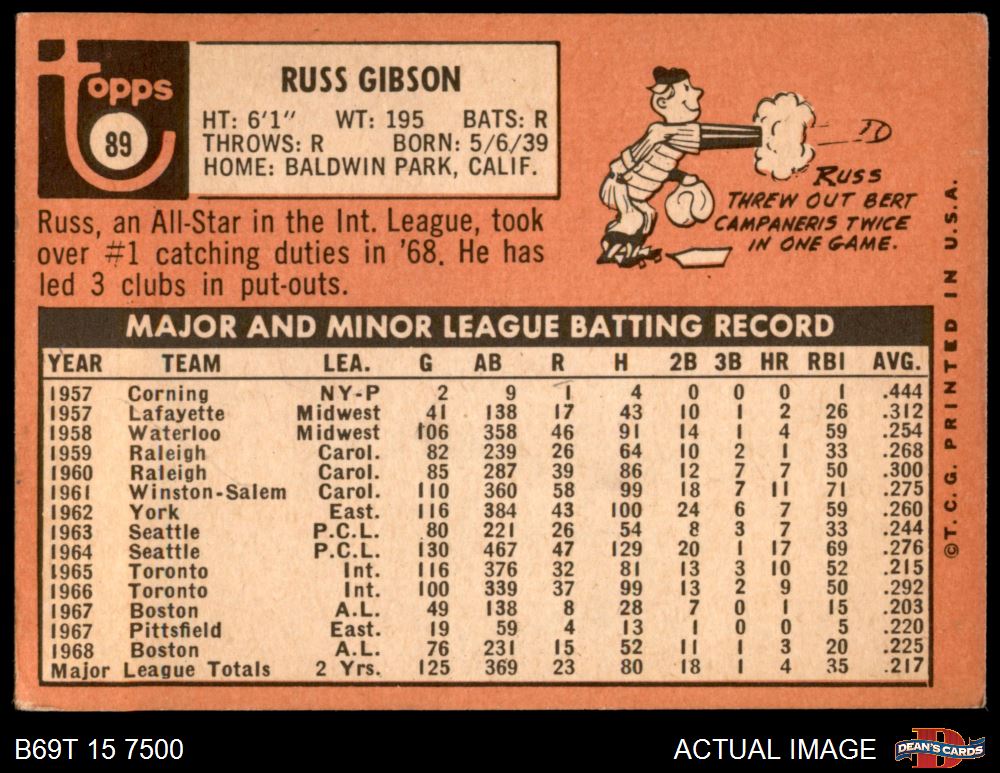 topps
89
RUSS GIBSON
HT: 6'1" WT: 195 BATS: R
THROWS: R BORN: 5/6/39
HOME: BALDWIN PARK, CALIF.
Russ, an All-Star in the Int. League, took
over #1 catching duties in '68. He has
led 3 clubs in put-outs.
RUSS
THREW OUT BERT
CAMPANERIS TWICE
IN ONE GAME.
MAJOR AND MINOR LEAGUE BATTING RECORD
YEAR TEAM LEA. G AB R H 2B 3B HR RBI AVG.
1957 Corning NY-P 2 9 1 4 0 0 0 1 .444
1957 Lafayette Midwest 41 138 17 43 10 1 2 26 .312
1958 Waterloo Midwest 106 358 46 91 14 1 4 59 .254
1959 Raleigh Carol. 82 239 26 64 10 2 1 33 .268
1960 Raleigh Carol. 85 287 39 86 12 7 7 50 .300
1961 Winston-Salem Carol. 110 360 58 99 18 7 11 71 .275
1962 York East. 116 384 43 100 24 6 7 59 .260
1963 Seattle P.C.L. 80 221 26 54 8 3 7 33 .244
1964 Seattle P.C.L. 130 467 47 129 20 1 17 69 .276
1965 Toronto Int. 116 376 32 81 13 3 10 52 .215
1966 Toronto Int. 100 339 37 99 13 2 9 50 .292
1967 Boston A.L. 49 138 8 28 7 0 1 15 .203
1967 Pittsfield East. 19 59 4 13 1 0 0 5 .220
1968 Boston A.L. 76 231 15 52 11 1 3 20 .225
Major League Totals 2 Yrs. 125 369 23 80 18 1 4 35 .217
©T.C.G. PRINTED IN U.S.A.
B69T 15 7500
ACTUAL IMAGE
DEAN'S CARDS